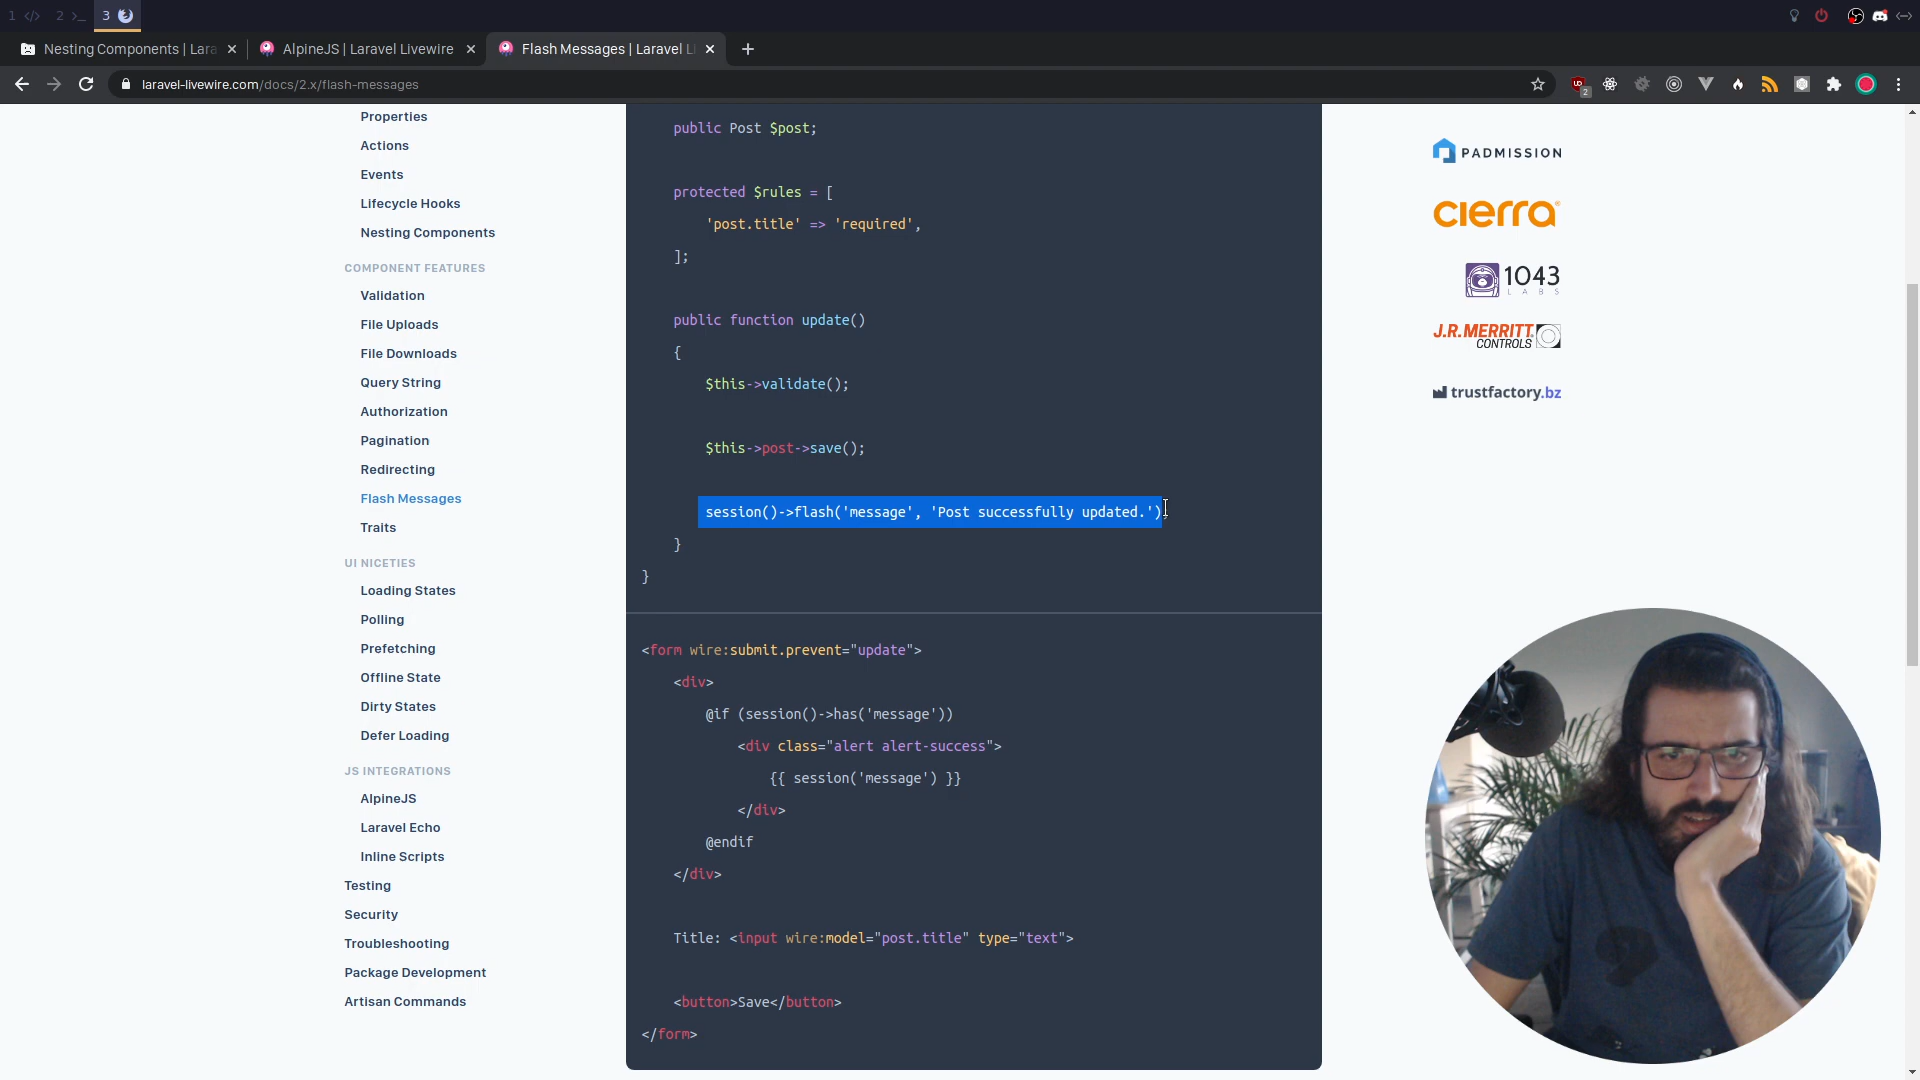 1 2 3
Nesting Components | Lara
AlpineJS | Laravel Livewire
Flash Messages | Laravel Li
laravel-livewire.com/docs/2.x/flash-messages
2
Properties
Actions
Events
Lifecycle Hooks
Nesting Components
COMPONENT FEATURES
Validation
File Uploads
File Downloads
Query String
Authorization
Pagination
Redirecting
Flash Messages
Traits
UI NICETIES
Loading States
Polling
Prefetching
Offline State
Dirty States
Defer Loading
JS INTEGRATIONS
AlpineJS
Laravel Echo
Inline Scripts
Testing
Security
Troubleshooting
Package Development
Artisan Commands
public Post $post;
protected $rules = [
'post.title' => 'required',
];
public function update()
{
$this->validate();
$this->post->save();
session()->flash('message', 'Post successfully updated.')
}
}
<form wire:submit.prevent="update">
<div>
@if (session()->has('message'))
<div class="alert alert-success">
{{ session('message') }}
</div>
@endif
</div>
Title: <input wire:model="post.title" type="text">
<button>Save</button>
</form>
PADMISSION
cierra
1043
LABS
J.R.MERRITT
CONTROLS
trustfactory.bz